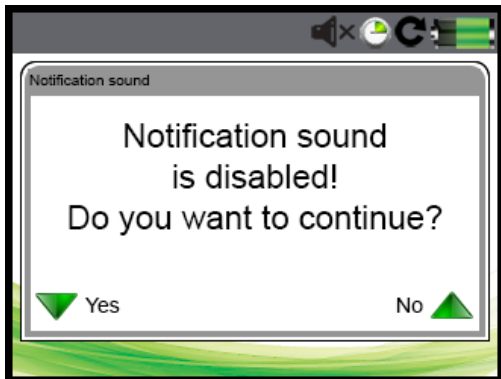 Notification sound
Notification sound
is disabled!
Do you want to continue?
Yes
No